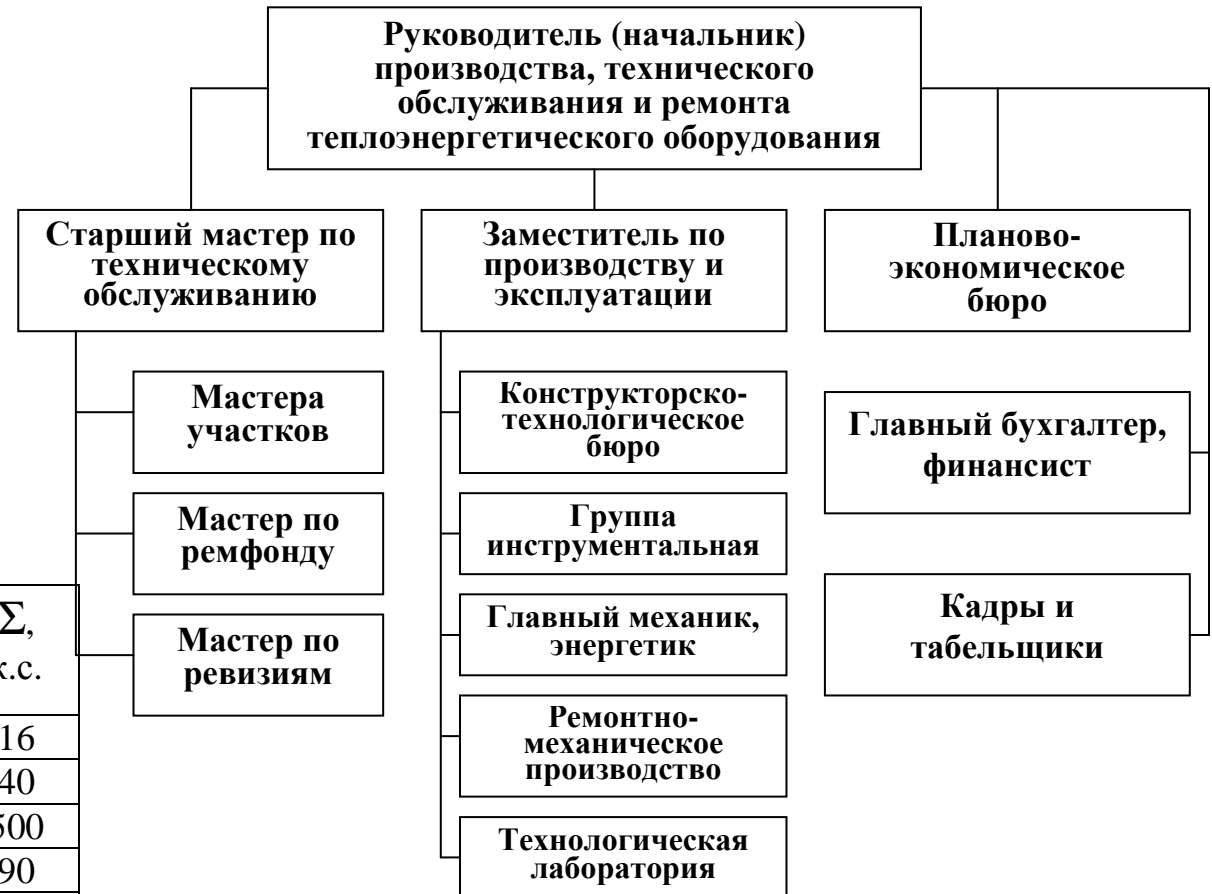 Руководитель (начальник)
производства, технического
обслуживания и ремонта
теплоэнергетического оборудования
Старший мастер по
техническому
обслуживанию
Заместитель по
производству и
эксплуатации
Планово-
экономическое
бюро
Мастера
участков
Мастер по
ремфонду
Мастер по
ревизиям
Конструкторско-
технологическое
бюро
Группа
инструментальная
Главный механик,
энергетик
Ремонтно-
механическое
производство
Технологическая
лаборатория
Главный бухгалтер,
финансист
Кадры и
табельщики
Σ,
к.с.
16
40
500
90